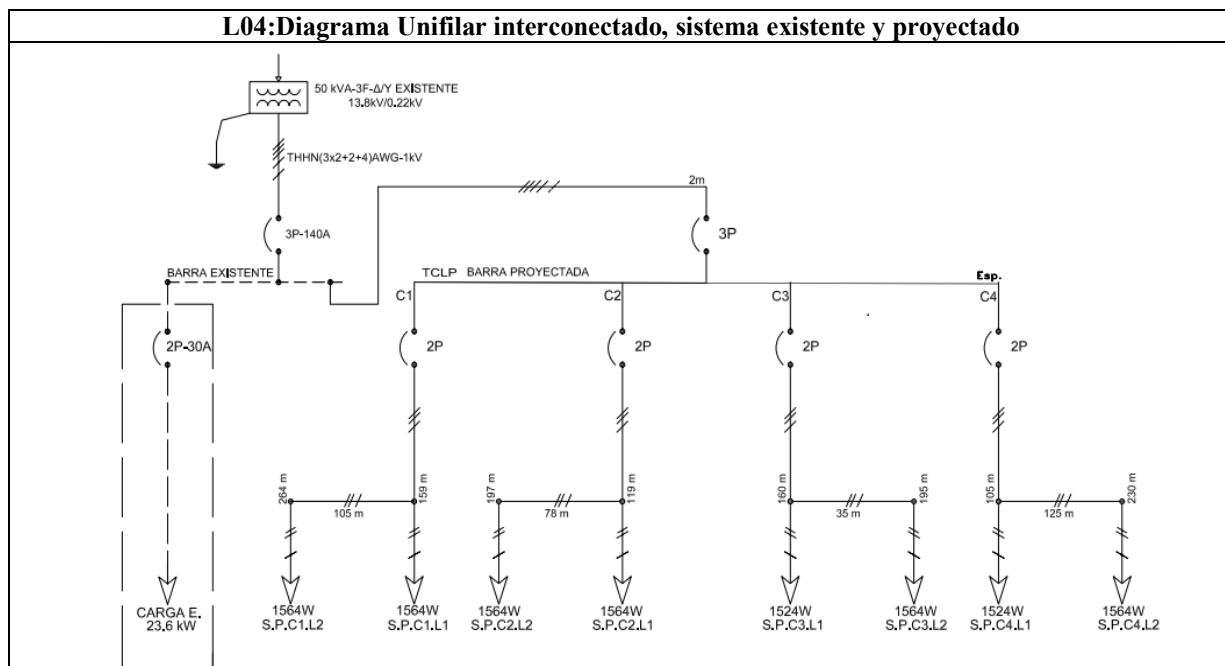 L04:Diagrama Unifilar interconectado, sistema existente y proyectado
50 kVA-3F-Δ/Y EXISTENTE
13.8kV/0.22kV
THHN(3x2+2+4)AWG-1kV
2m
3P-140A
3P
BARRA EXISTENTE
TCLP BARRA PROYECTADA
Esp.
C1
C2
C3
C4
2P-30A
2P
2P
2P
2P
264 m
159 m
197 m
119 m
160 m
195 m
105 m
230 m
105 m
78 m
35 m
125 m
CARGA E.
23.6 kW
1564W
S.P.C1.L2
1564W
S.P.C1.L1
1564W
S.P.C2.L2
1564W
S.P.C2.L1
1524W
S.P.C3.L1
1564W
S.P.C3.L2
1524W
S.P.C4.L1
1564W
S.P.C4.L2